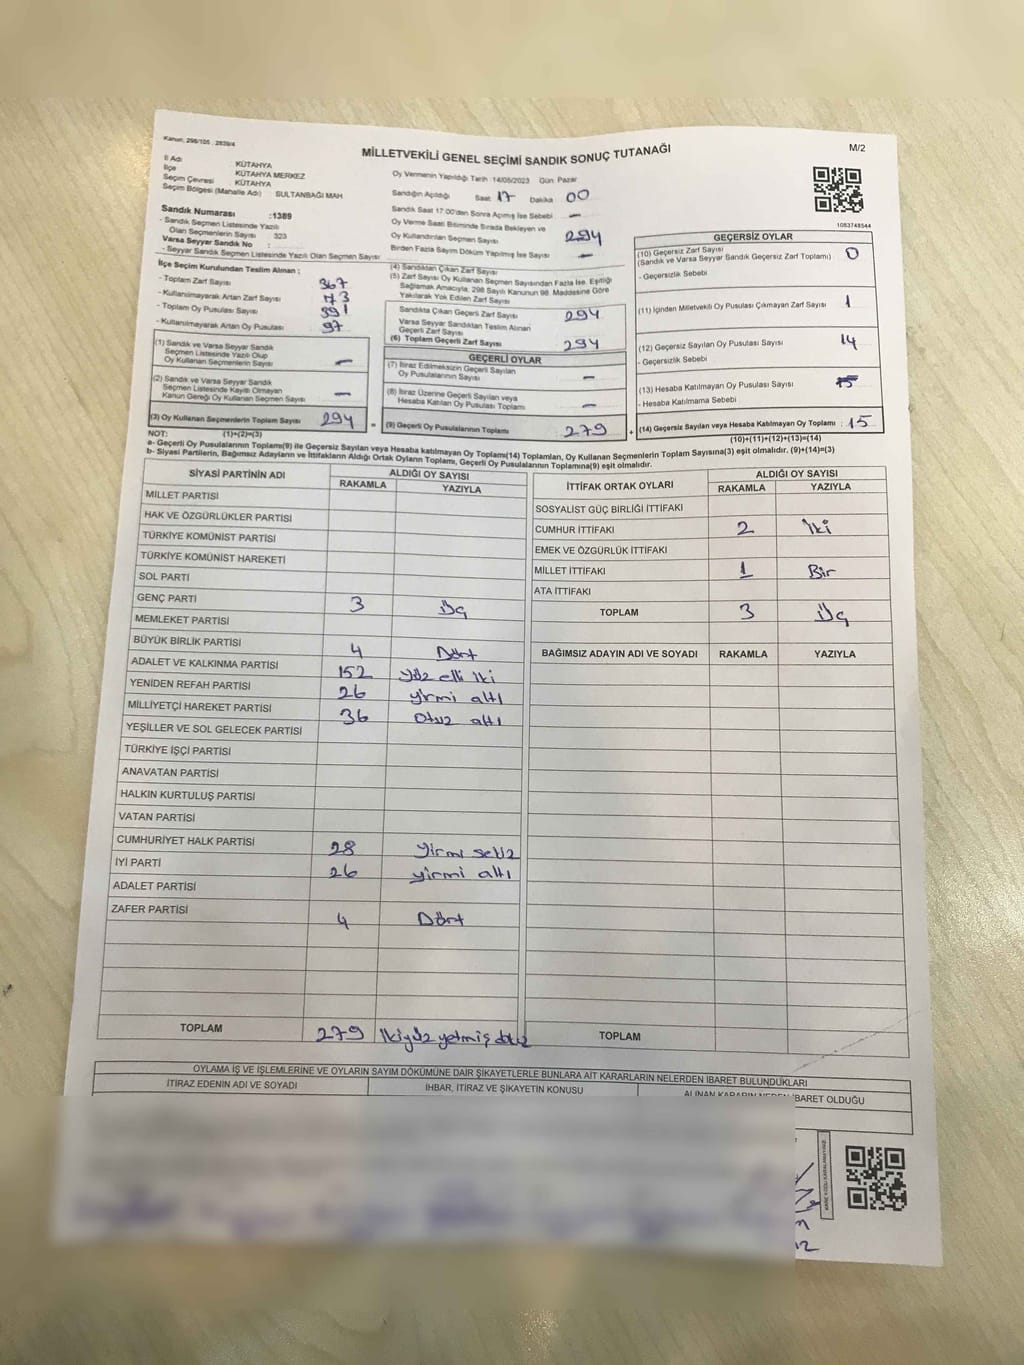 Kanun, 298/105 , 2839/4
M/2
MİLLETVEKİLİ GENEL SEÇİMİ SANDIK SONUÇ TUTANAĞI
İl Adı : KÜTAHYA
İlçe : KÜTAHYA MERKEZ
Seçim Çevresi : KÜTAHYA
Seçim Bölgesi (Mahalle Adı) : SULTANBAĞI MAH
Sandık Numarası :1389
- Sandık Seçmen Listesinde Yazılı
Olan Seçmenlerin Sayısı : 323
Varsa Seyyar Sandık No :
- Seyyar Sandık Seçmen Listesinde Yazılı Olan Seçmen Sayısı:
İlçe Seçim Kurulundan Teslim Alınan ;
- Toplam Zarf Sayısı : 367
- Kullanılmayarak Artan Zarf Sayısı : 73
- Toplam Oy Pusulası Sayısı : 391
- Kullanılmayarak Artan Oy Pusulası : 97
(1) Sandık ve Varsa Seyyar Sandık
Seçmen Listesinde Yazılı Olup
Oy Kullanan Seçmenlerin Sayısı : —
(2) Sandık ve Varsa Seyyar Sandık
Seçmen Listesinde Kayıtlı Olmayan
Kanun Gereği Oy Kullanan Seçmen Sayısı : —
(3) Oy Kullanan Seçmenlerin Toplam Sayısı : 294
Oy Vermenin Yapıldığı Tarih :14/05/2023 Gün: Pazar
Sandığın Açıldığı Saat: 17 Dakika : 00
Sandık Saat 17:00'den Sonra Açımış İse Sebebi : —
Oy Verme Saati Bitiminde Sırada Bekleyen ve
Oy Kullandırılan Seçmen Sayısı : 294
Birden Fazla Sayım Döküm Yapılmış İse Sayısı : —
(4) Sandıktan Çıkan Zarf Sayısı :
(5) Zarf Sayısı Oy Kullanan Seçmen Sayısından Fazla İse, Eşitliği
Sağlamak Amacıyla, 298 Sayılı Kanunun 98. Maddesine Göre
Yakılarak Yok Edilen Zarf Sayısı :
Sandıkta Çıkan Geçerli Zarf Sayısı : 294
Varsa Seyyar Sandıktan Teslim Alınan
Geçerli Zarf Sayısı :
(6) Toplam Geçerli Zarf Sayısı : 294
GEÇERLİ OYLAR
(7) İtiraz Edilmeksizin Geçerli Sayılan
Oy Pusulalarının Sayısı : —
(8) İtiraz Üzerine Geçerli Sayılan veya
Hesaba Katılan Oy Pusulaları Toplamı : —
= (9) Geçerli Oy Pusulalarının Toplamı : 279 +
1083748544
GEÇERSİZ OYLAR
(10) Geçersiz Zarf Sayısı
(Sandık ve Varsa Seyyar Sandık Geçersiz Zarf Toplamı) : 0
- Geçersizlik Sebebi
(11) İçinden Milletvekili Oy Pusulası Çıkmayan Zarf Sayısı : 1
(12) Geçersiz Sayılan Oy Pusulası Sayısı : 14
- Geçersizlik Sebebi
(13) Hesaba Katılmayan Oy Pusulası Sayısı :
- Hesaba Katılmama Sebebi
(14) Geçersiz Sayılan veya Hesaba Katılmayan Oy Toplamı : 15
NOT: (1)+(2)=(3)
(10)+(11)+(12)+(13)=(14)
a- Geçerli Oy Pusulalarının Toplamı(9) ile Geçersiz Sayılan veya Hesaba katılmayan Oy Toplamı(14) Toplamları, Oy Kullanan Seçmenlerin Toplam Sayısına(3) eşit olmalıdır. (9)+(14)=(3)
b- Siyasi Partilerin, Bağımsız Adayların ve İttifakların Aldığı Ortak Oyların Toplamı, Geçerli Oy Pusulalarının Toplamına(9) eşit olmalıdır.
SİYASİ PARTİNİN ADI ALDIĞI OY SAYISI
RAKAMLA YAZIYLA
MİLLET PARTİSİ
HAK VE ÖZGÜRLÜKLER PARTİSİ
TÜRKİYE KOMÜNİST PARTİSİ
TÜRKİYE KOMÜNİST HAREKETİ
SOL PARTİ
GENÇ PARTİ 3 Üç
MEMLEKET PARTİSİ
BÜYÜK BİRLİK PARTİSİ 4 Dört
ADALET VE KALKINMA PARTİSİ 152 yüz elli iki
YENİDEN REFAH PARTİSİ 26 yirmi altı
MİLLİYETÇİ HAREKET PARTİSİ 36 otuz altı
YEŞİLLER VE SOL GELECEK PARTİSİ
TÜRKİYE İŞÇİ PARTİSİ
ANAVATAN PARTİSİ
HALKIN KURTULUŞ PARTİSİ
VATAN PARTİSİ
CUMHURİYET HALK PARTİSİ 28 yirmi sekiz
İYİ PARTİ 26 yirmi altı
ADALET PARTİSİ
ZAFER PARTİSİ 4 Dört
TOPLAM 279 ikiyüz yetmiş dokuz
İTTİFAK ORTAK OYLARI ALDIĞI OY SAYISI
RAKAMLA YAZIYLA
SOSYALİST GÜÇ BİRLİĞİ İTTİFAKI
CUMHUR İTTİFAKI 2 İki
EMEK VE ÖZGÜRLÜK İTTİFAKI
MİLLET İTTİFAKI 1 Bir
ATA İTTİFAKI
TOPLAM 3 Üç
BAĞIMSIZ ADAYIN ADI VE SOYADI RAKAMLA YAZIYLA
TOPLAM
OYLAMA İŞ VE İŞLEMLERİNE VE OYLARIN SAYIM DÖKÜMÜNE DAİR ŞİKAYETLERLE BUNLARA AİT KARARLARIN NELERDEN İBARET BULUNDUKLARI
İTİRAZ EDENİN ADI VE SOYADI İHBAR, İTİRAZ VE ŞİKAYETİN KONUSU ALINAN KARARIN NEDEN İBARET OLDUĞU